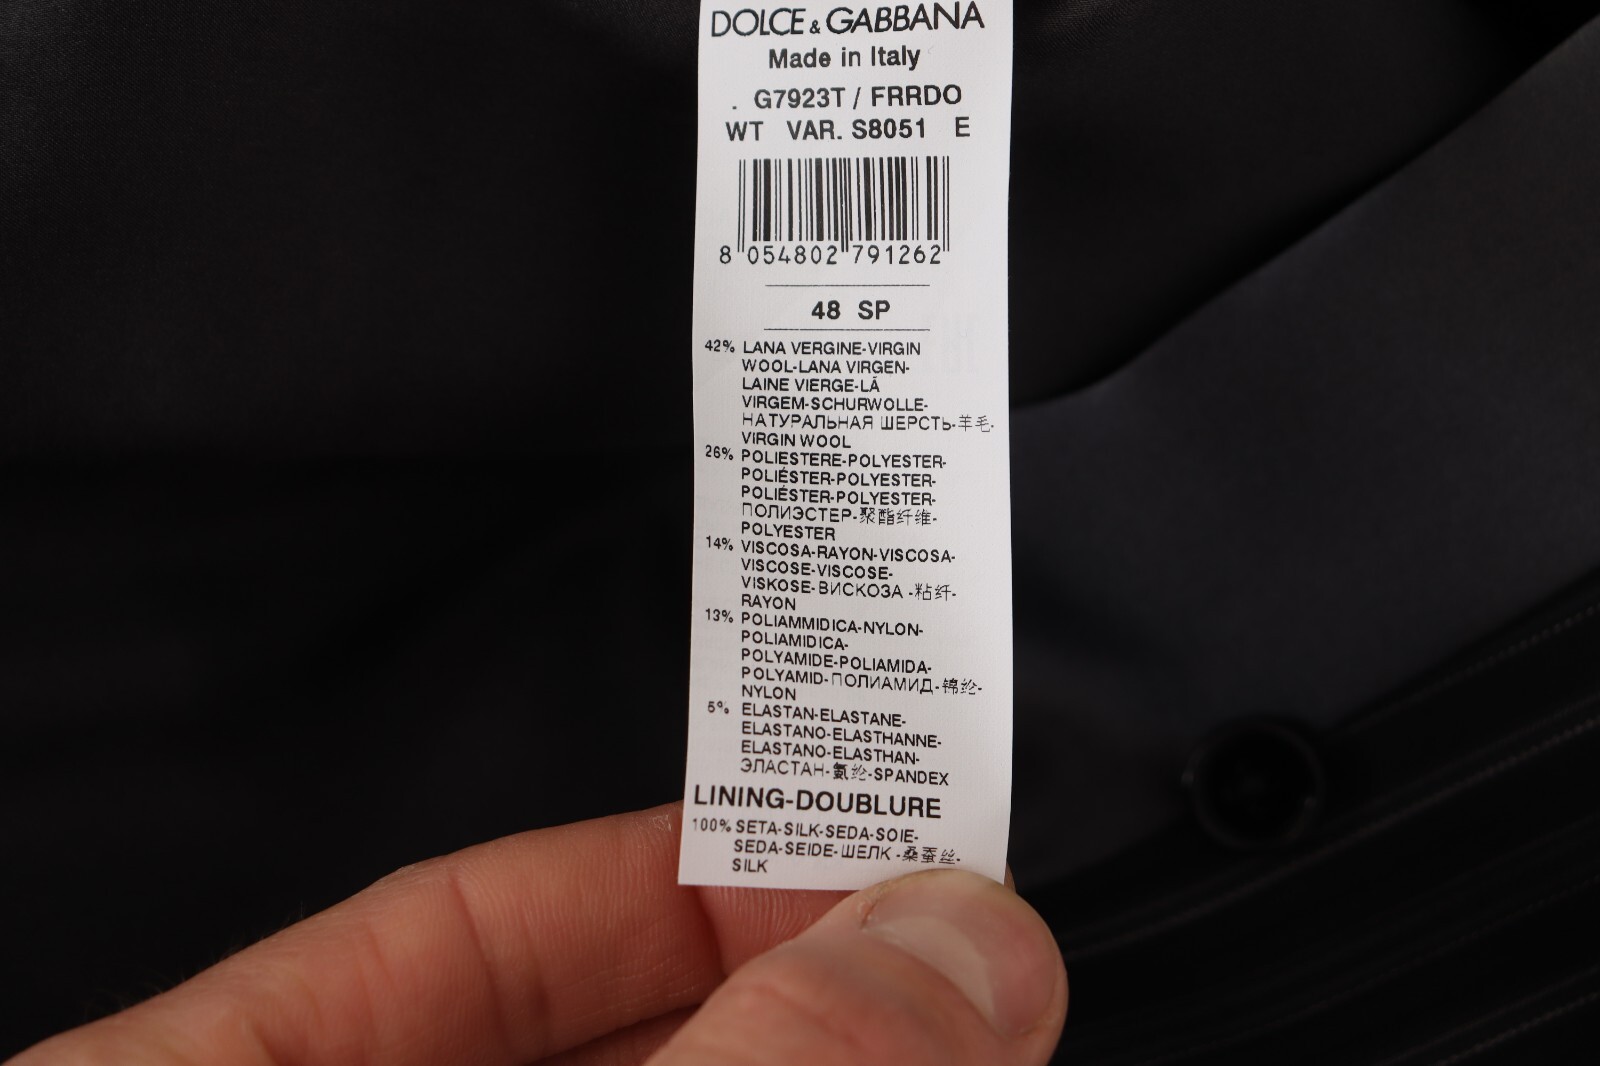 DOLCE & GABBANA
Made in Italy
. G7923T / FRRDO
WT VAR. S8051 E
8 054802 791262
48 SP
42% LANA VERGINE-VIRGIN
WOOL-LANA VIRGEN-
LAINE VIERGE-LÃ
VIRGEM-SCHURWOLLE-
НАТУРАЛЬНАЯ ШЕРСТЬ-羊毛-
VIRGIN WOOL
26% POLIESTERE-POLYESTER-
POLIÉSTER-POLYESTER-
POLIÉSTER-POLYESTER-
ПОЛИЭСТЕР-聚酯纤维-
POLYESTER
14% VISCOSA-RAYON-VISCOSA-
VISCOSE-VISCOSE-
VISKOSE-ВИСКОЗА -粘纤-
RAYON
13% POLIAMMIDICA-NYLON-
POLIAMIDICA-
POLYAMIDE-POLIAMIDA-
POLYAMID-ПОЛИАМИД-锦纶-
NYLON
5% ELASTAN-ELASTANE-
ELASTANO-ELASTHANNE-
ELASTANO-ELASTHAN-
ЭЛАСТАН-氨纶-SPANDEX
LINING-DOUBLURE
100% SETA-SILK-SEDA-SOIE-
SEDA-SEIDE-ШЕЛК -桑蚕丝-
SILK